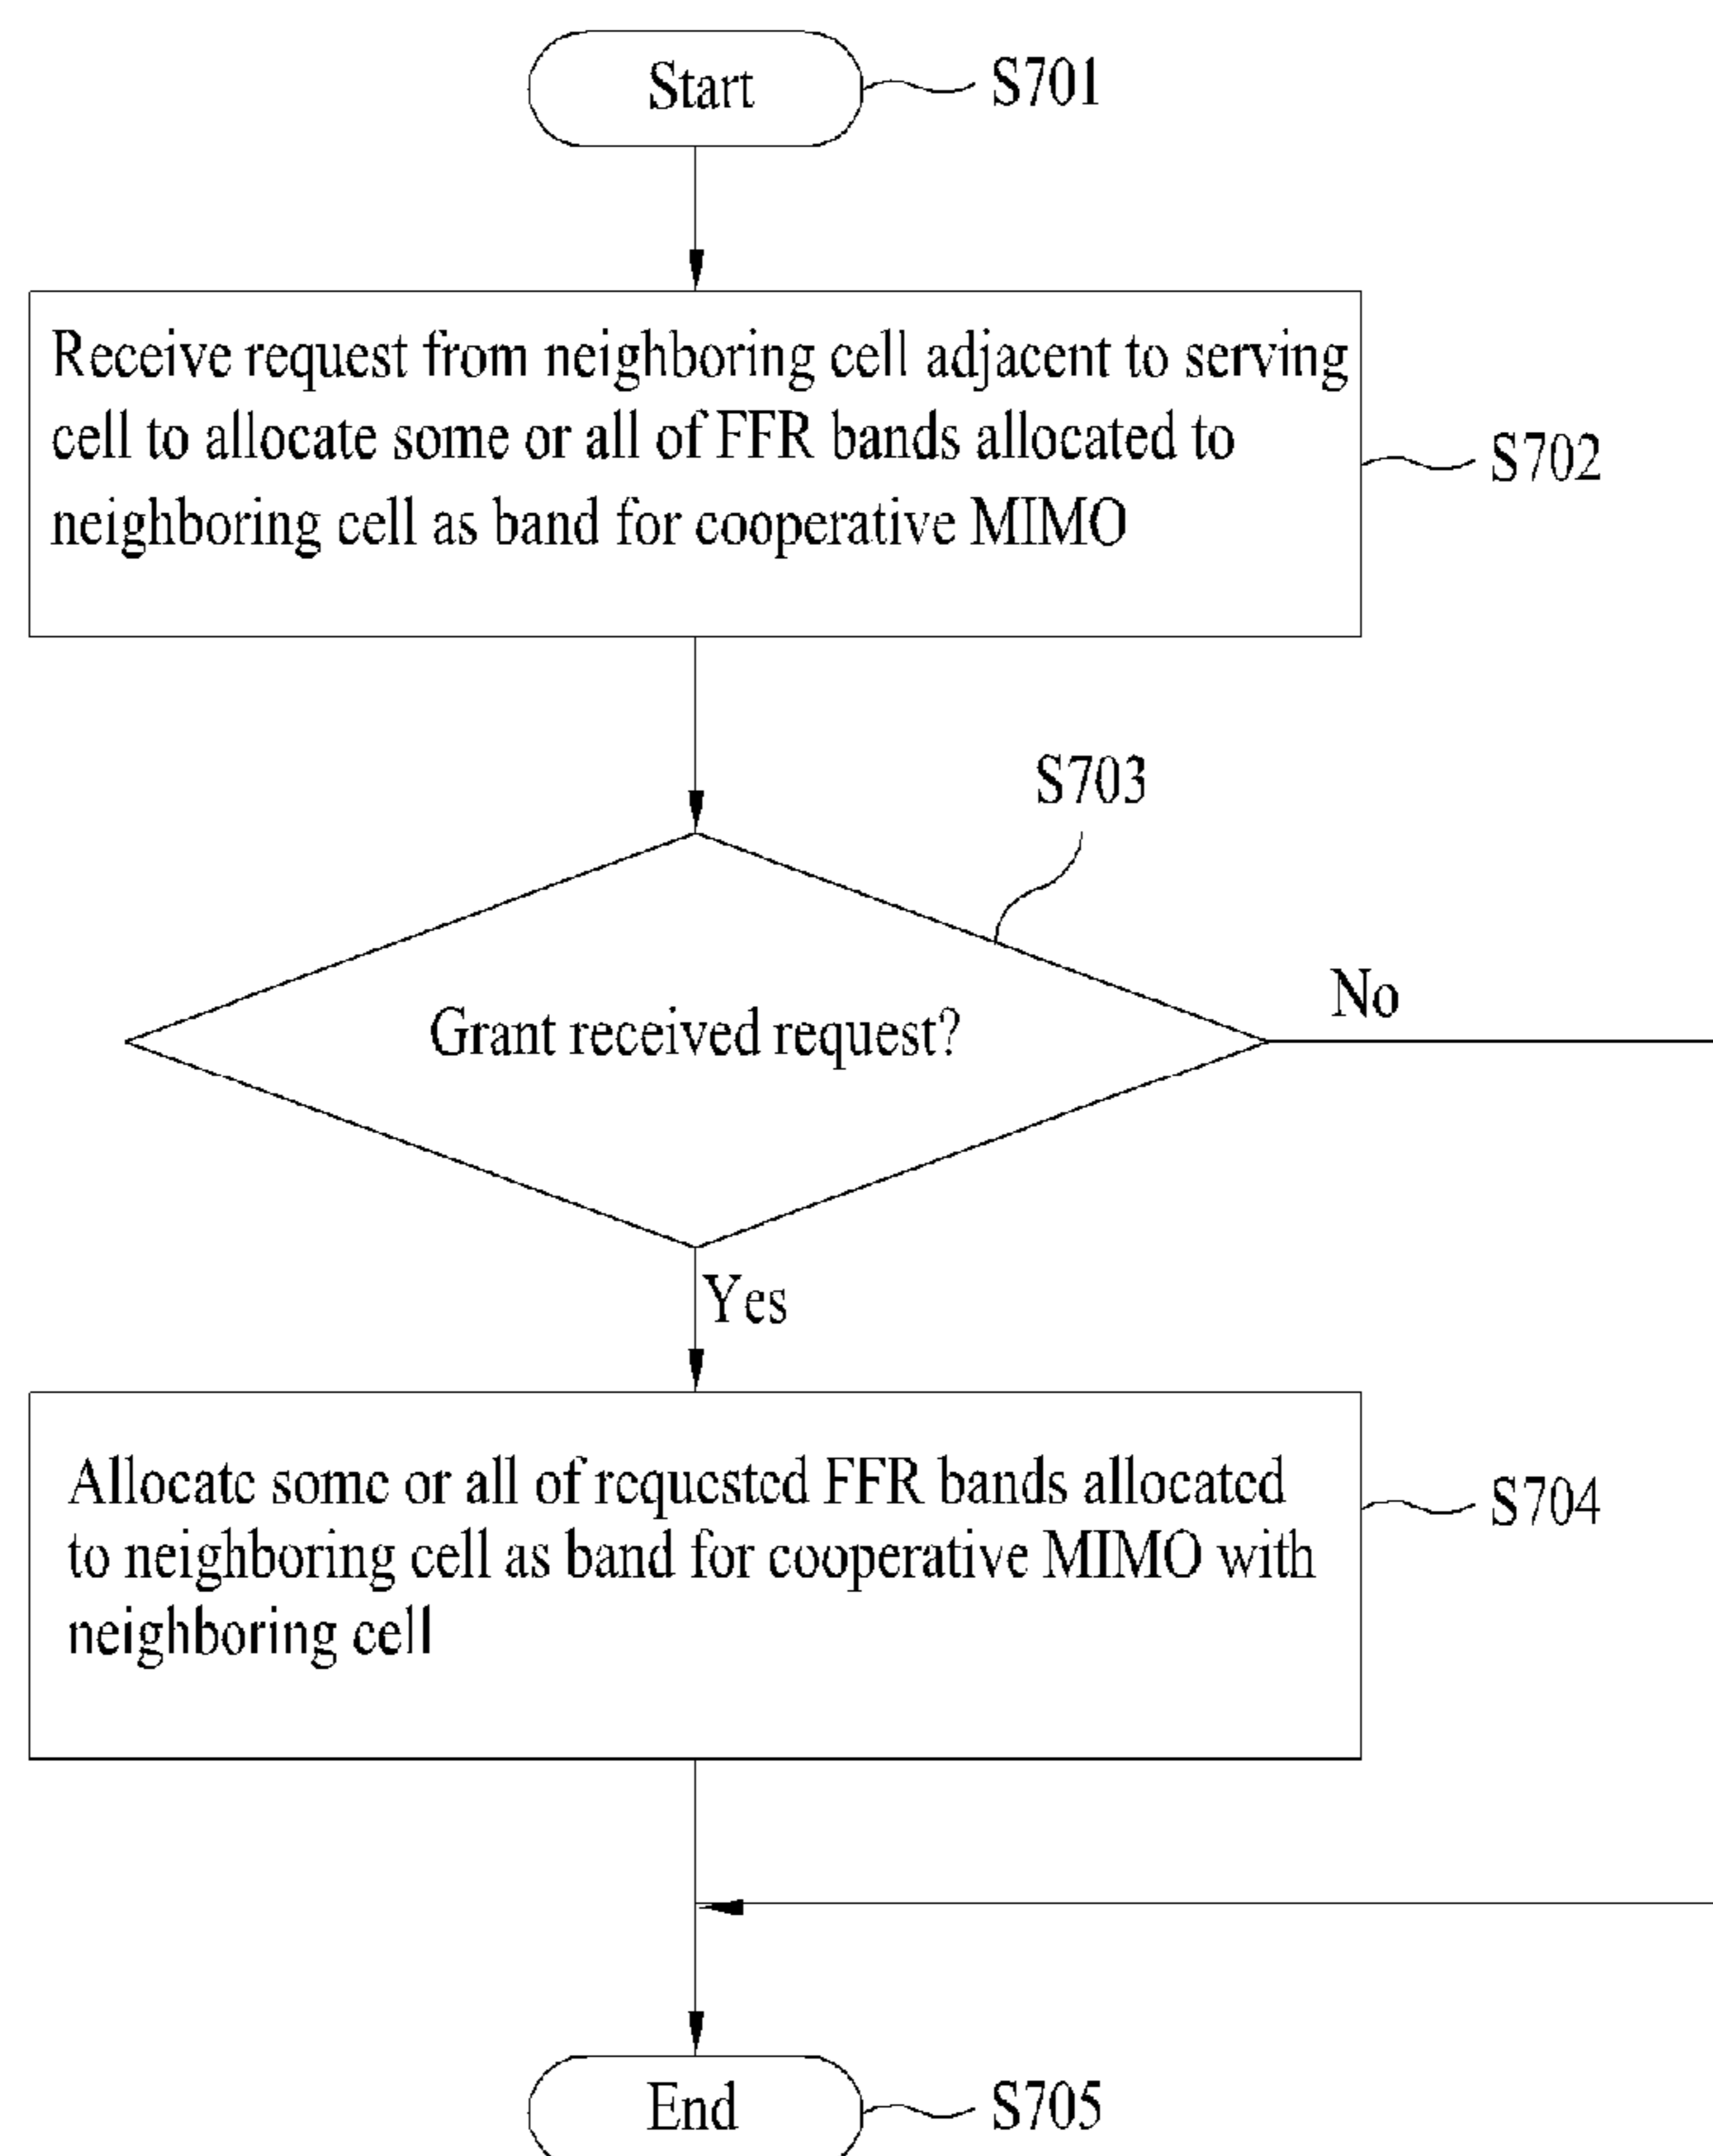 Start
S701
Receive request from neighboring cell adjacent to serving
cell to allocate some or all of FFR bands allocated to
neighboring cell as band for cooperative MIMO
S702
S703
Grant received request?
No
Yes
Allocate some or all of requested FFR bands allocated
to neighboring cell as band for cooperative MIMO with
neighboring cell
S704
End
S705